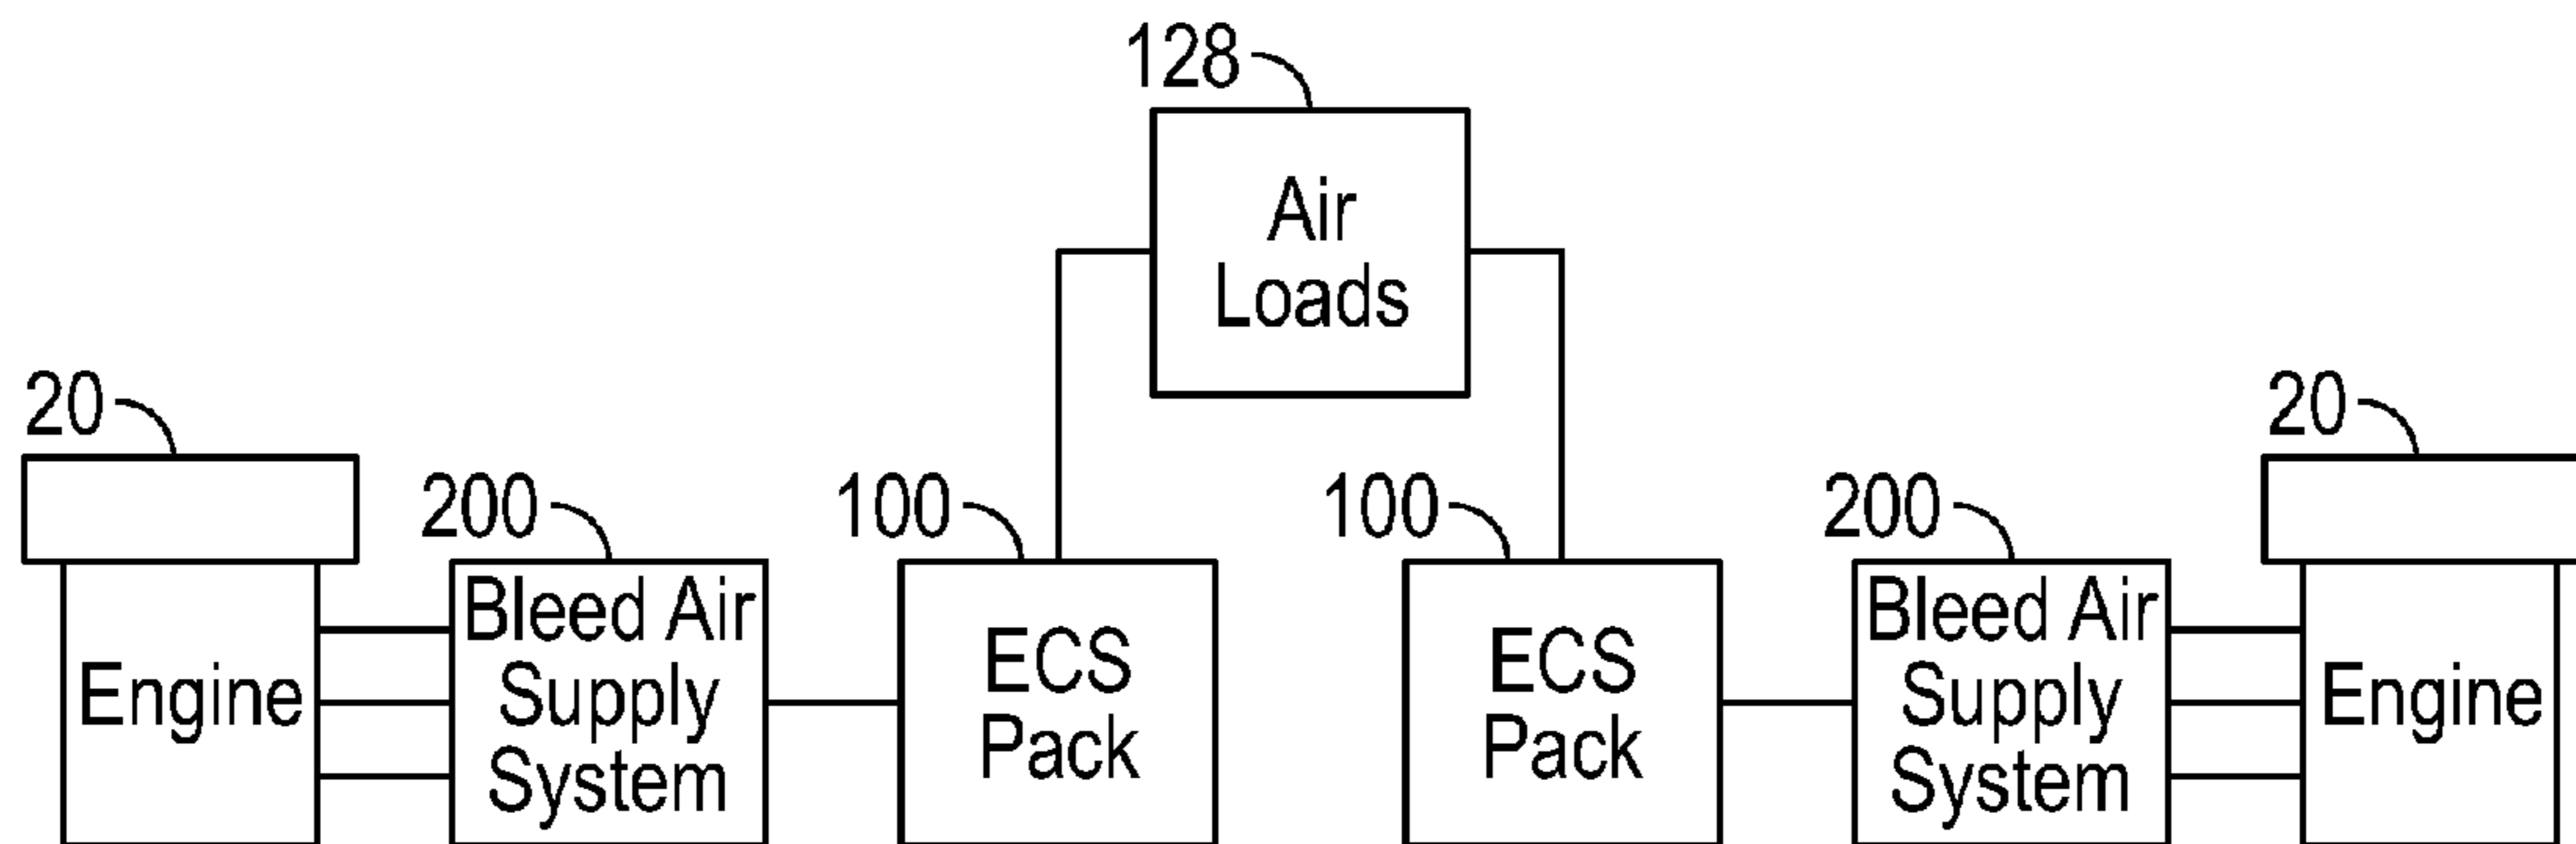 128
Air
Loads
20
200
100
100
200
20
Engine
Bleed Air
Supply
System
ECS
Pack
ECS
Pack
Bleed Air
Supply
System
Engine